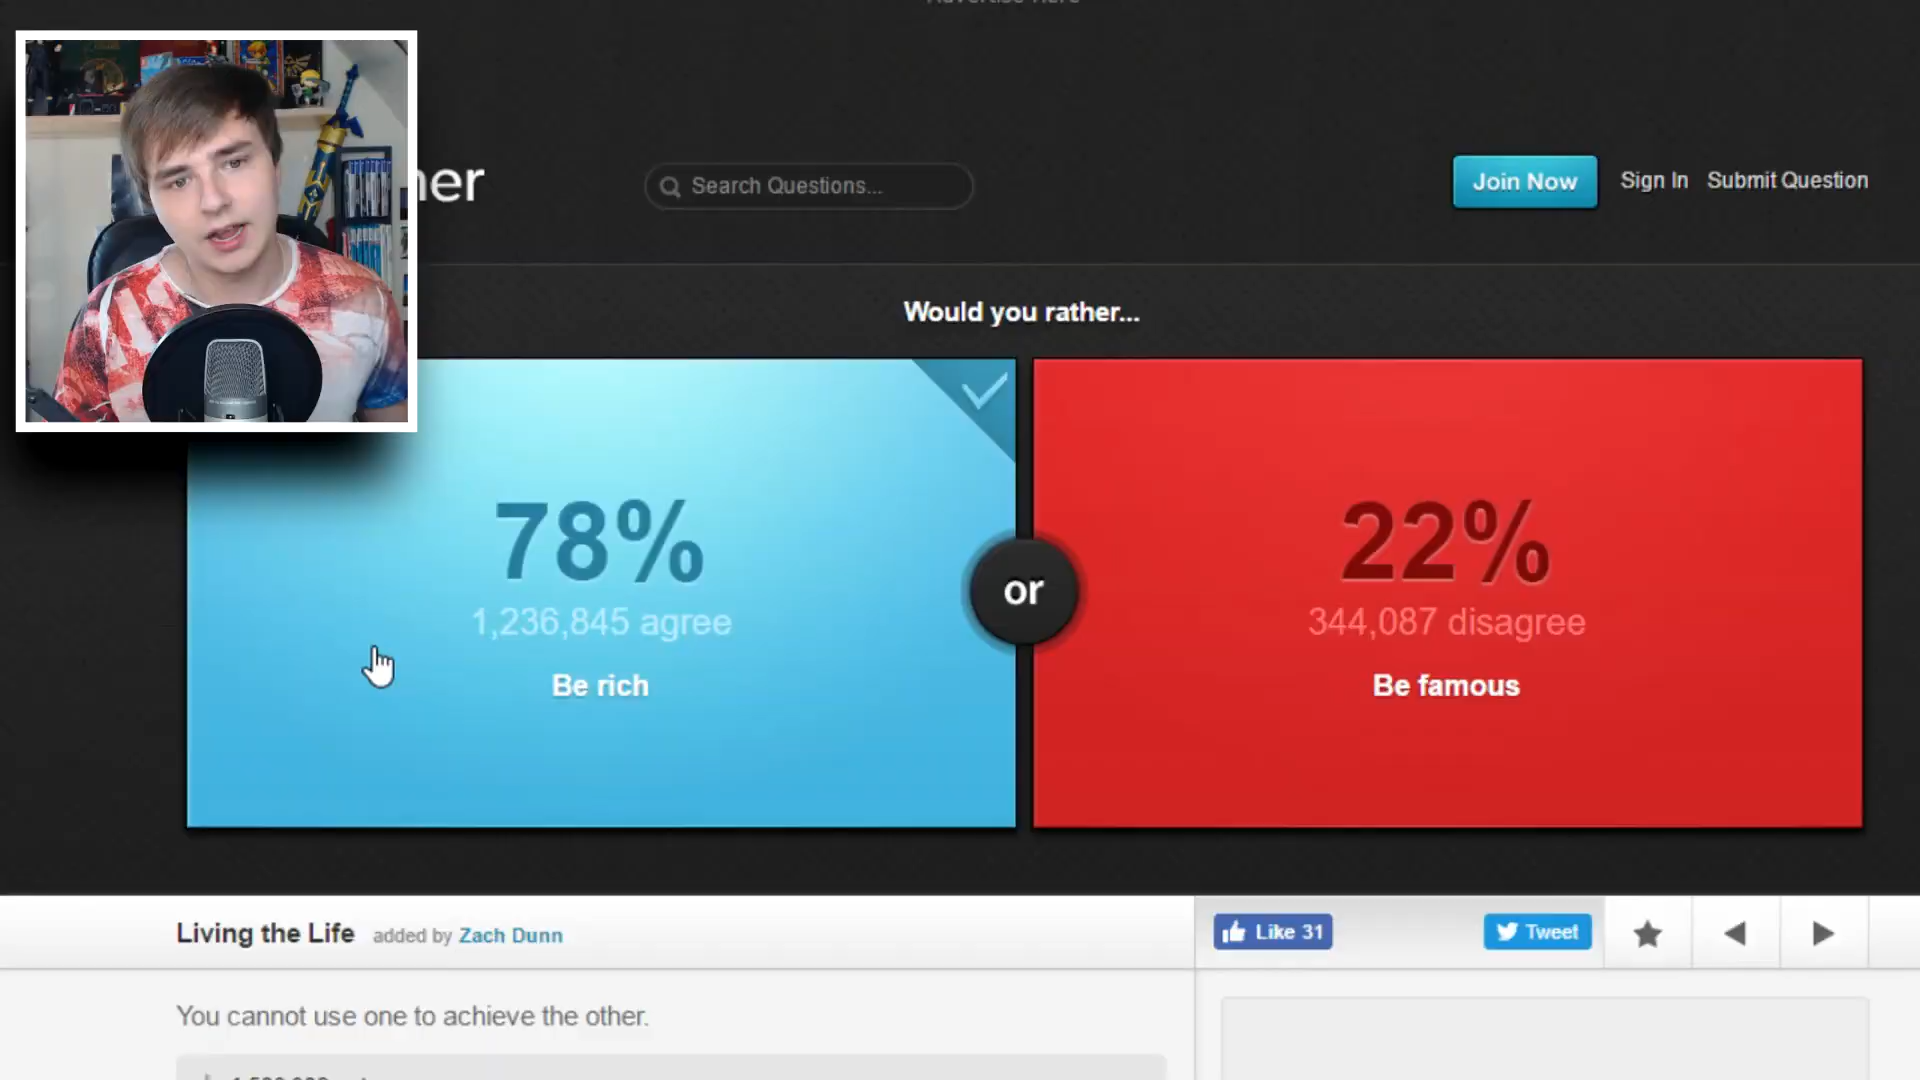 Search Questions...
Join Now
Sign In
Submit Question
Would you rather...
78%
1,236,845 agree
Be rich
or
22%
344,087 disagree
Be famous
Living the Life added by Zach Dunn
Like 31
Tweet
You cannot use one to achieve the other.